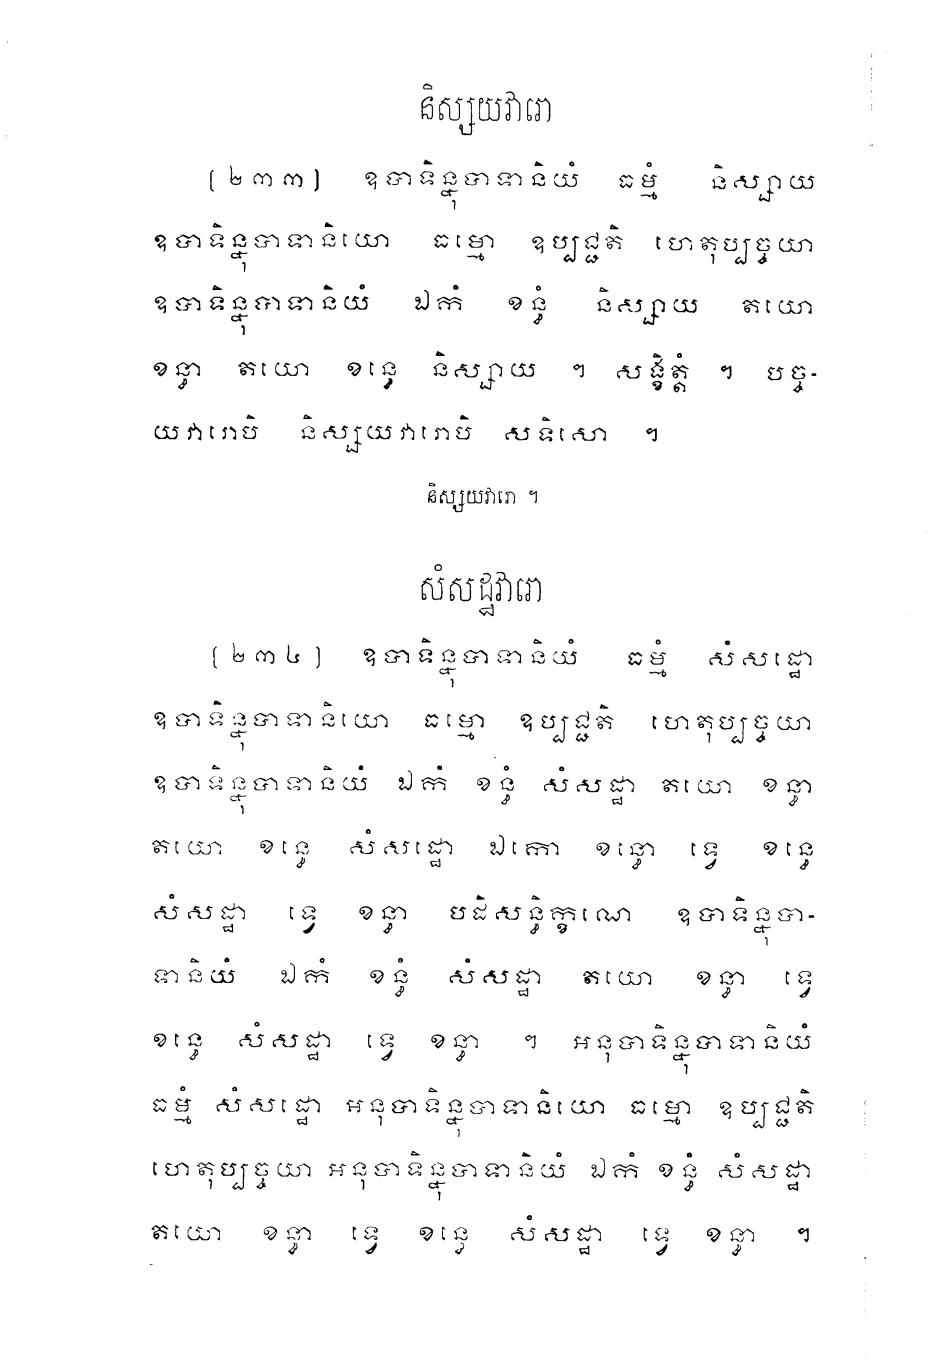 និស្សយវារោ
(២៣៣) ឧបាទិន្នុបាទានិយំ ធម្មំ និស្សាយ
ឧបាទិន្នុបាទានិយោ ធម្មោ ឧប្បជ្ជតិ ហេតុប្បច្ចយា
ឧបាទិន្នុបាទានិយំ ឯកំ ខន្ធំ និស្សាយ តយោ
ខន្ធា តយោ ខន្ធេ និស្សាយ ។ សង្ខិត្តំ ។ បច្ច-
យវារោបិ និស្សយវារោបិ សទិសោ ។
និស្សយវារោ ។
សំសដ្ឋវារោ
(២៣៤) ឧបាទិន្នុបាទានិយំ ធម្មំ សំសដ្ឋោ
ឧបាទិន្នុបាទានិយោ ធម្មោ ឧប្បជ្ជតិ ហេតុប្បច្ចយា
ឧបាទិន្នុបាទានិយំ ឯកំ ខន្ធំ សំសដ្ឋា តយោ ខន្ធា
តយោ ខន្ធេ សំសដ្ឋោ ឯកោ ខន្ធោ ទ្វេ ខន្ធេ
សំសដ្ឋា ទ្វេ ខន្ធា បដិសន្ធិក្ខណេ ឧបាទិន្នុបា-
ទានិយំ ឯកំ ខន្ធំ សំសដ្ឋា តយោ ខន្ធា ទ្វេ
ខន្ធេ សំសដ្ឋា ទ្វេ ខន្ធា ។ អនុបាទិន្នុបាទានិយំ
ធម្មំ សំសដ្ឋោ អនុបាទិន្នុបាទានិយោ ធម្មោ ឧប្បជ្ជតិ
ហេតុប្បច្ចយា អនុបាទិន្នុបាទានិយំ ឯកំ ខន្ធំ សំសដ្ឋា
តយោ ខន្ធា ទ្វេ ខន្ធេ សំសដ្ឋា ទ្វេ ខន្ធា ។